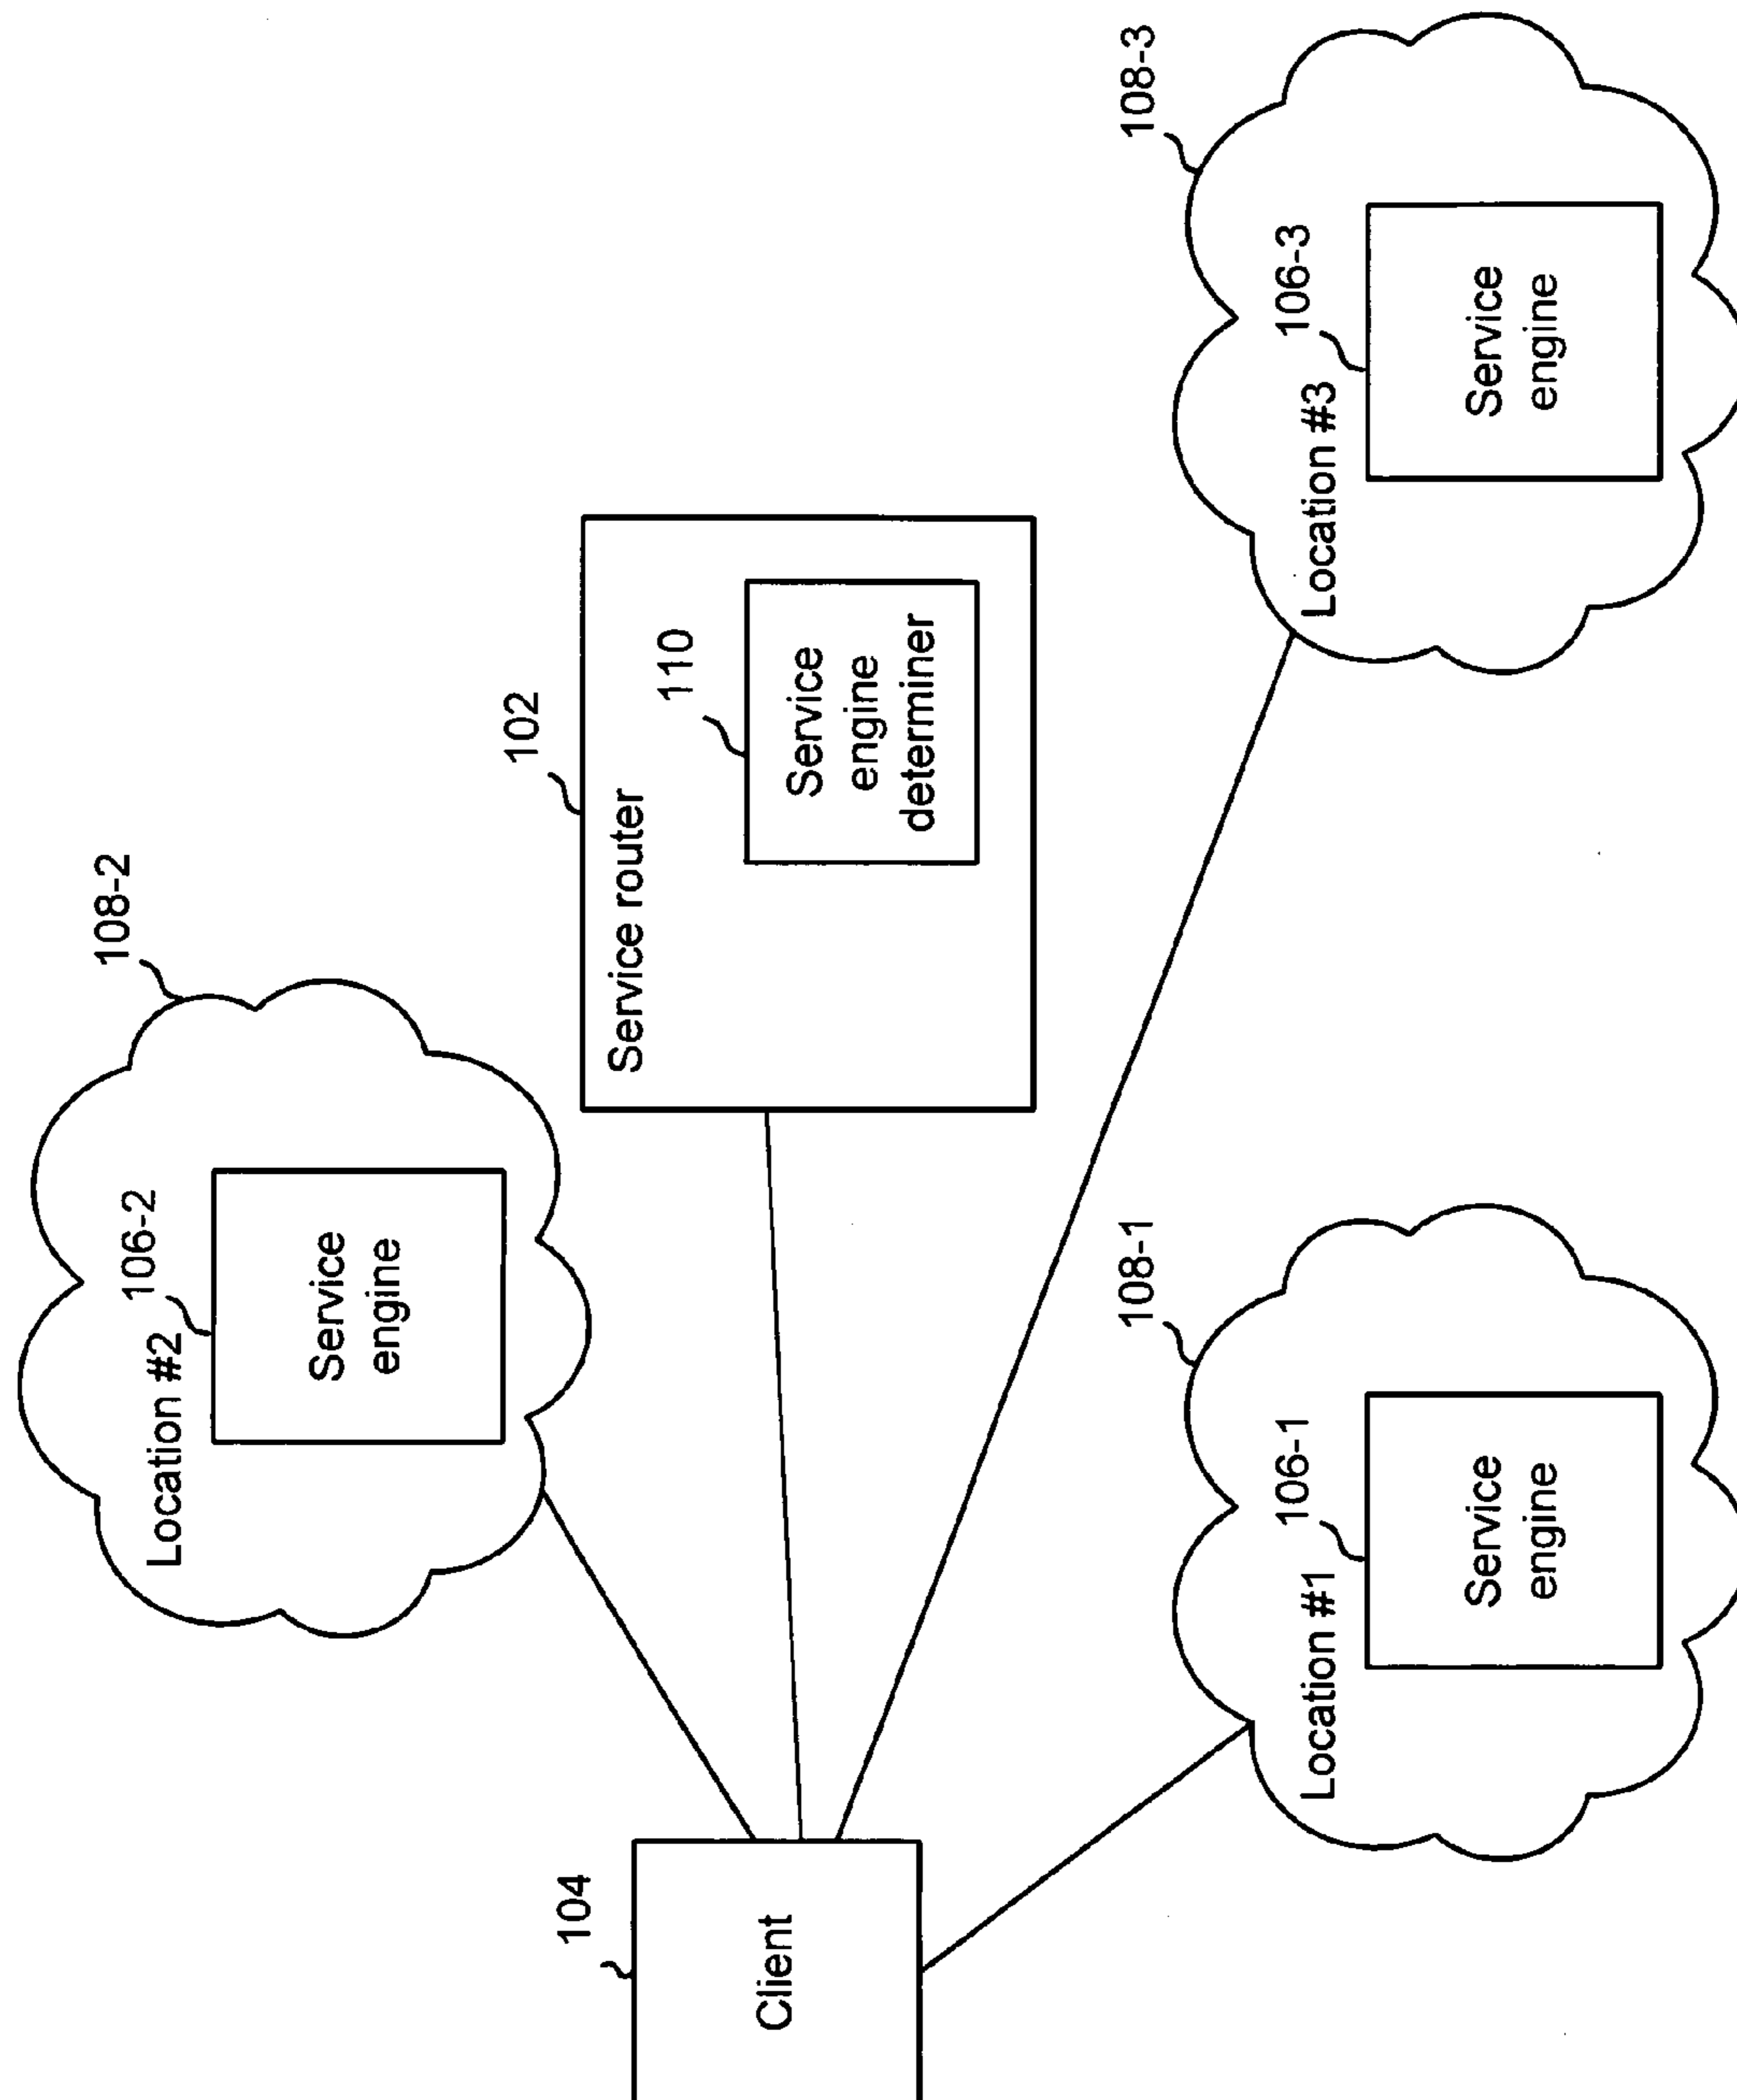 108-2
106-2
Location #2
Service
engine
102
Service router
110
Service
engine
determiner
104
Client
108-1
106-1
Location #1
Service
engine
108-3
106-3
Location #3
Service
engine